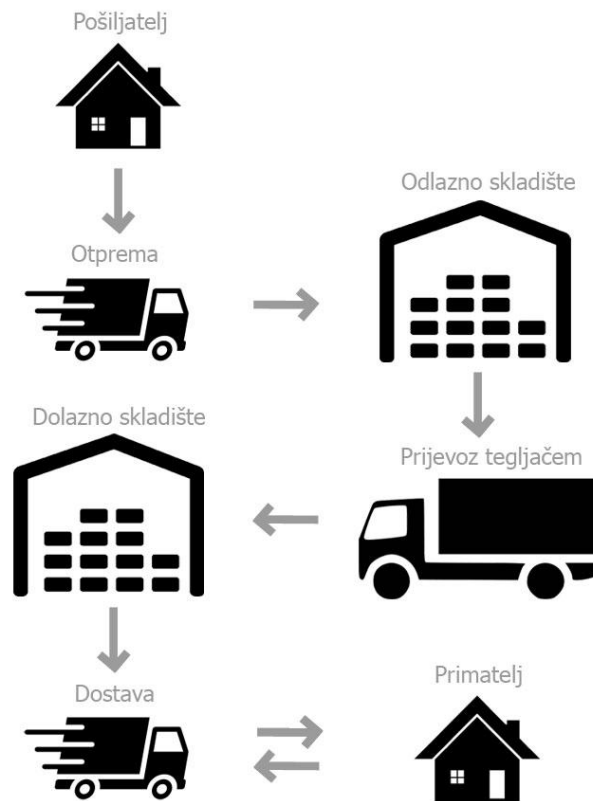 Pošiljatelj
Otprema
Odlazno skladište
Prijevoz tegljačem
Dolazno skladište
Dostava
Primatelj